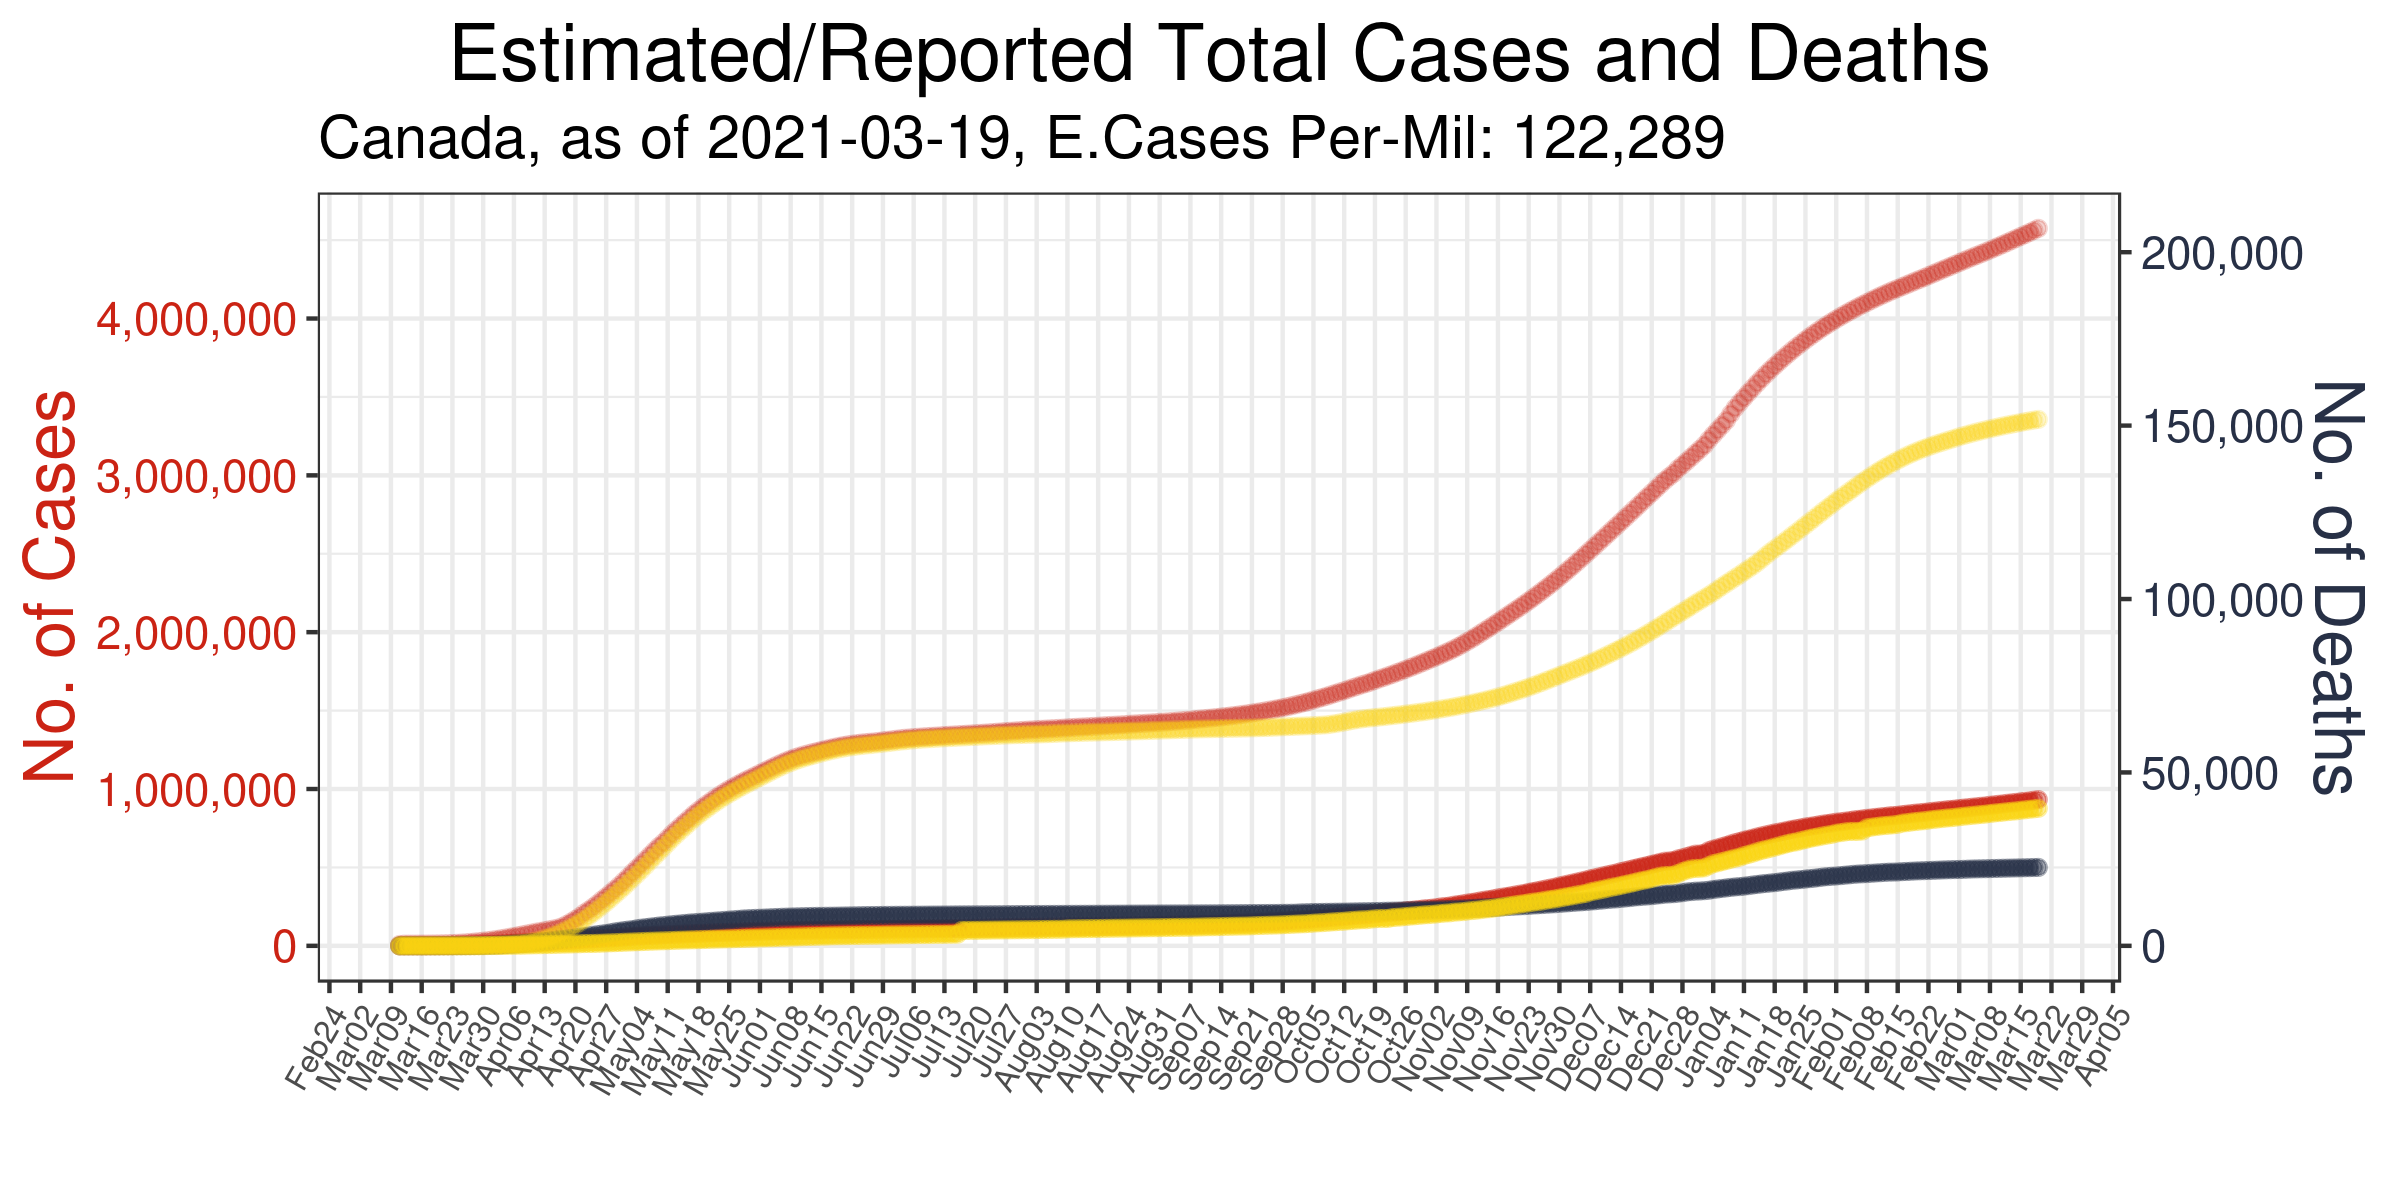 Estimated/Reported Total Cases and Deaths
Canada, as of 2021-03-19, E.Cases Per-Mil: 122,289
No. of Cases
4,000,000
3,000,000
2,000,000
1,000,000
0
200,000
150,000
100,000
50,000
0
No. of Deaths
Feb24
Mar02
Mar09
Mar16
Mar23
Mar30
Apr06
Apr13
Apr20
Apr27
May04
May11
May18
May25
Jun01
Jun08
Jun15
Jun22
Jun29
Jul06
Jul13
Jul20
Jul27
Aug03
Aug10
Aug17
Aug24
Aug31
Sep07
Sep14
Sep21
Sep28
Oct05
Oct12
Oct19
Oct26
Nov02
Nov09
Nov16
Nov23
Nov30
Dec07
Dec14
Dec21
Dec28
Jan04
Jan11
Jan18
Jan25
Feb01
Feb08
Feb15
Feb22
Mar01
Mar08
Mar15
Mar22
Mar29
Apr05